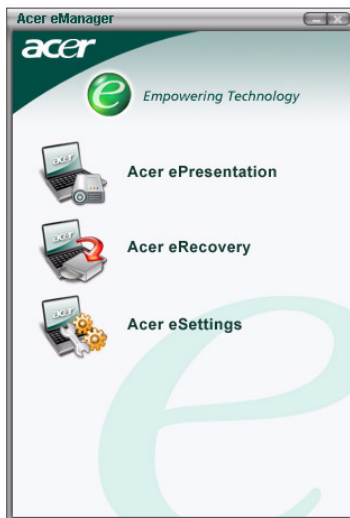 Acer eManager
acer
e Empowering Technology
Acer ePresentation
Acer eRecovery
Acer eSettings